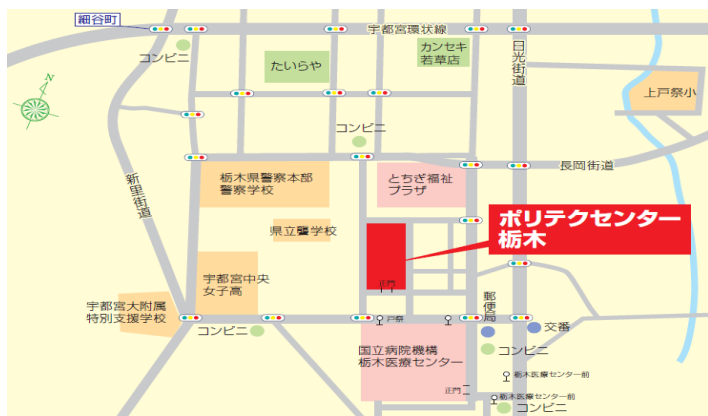 細谷町
宇都宮環状線
コンビニ
たいらや
カンセキ
若草店
日光街道
上戸祭小
N
コンビニ
長岡街道
新里街道
栃木県警察本部
警察学校
とちぎ福祉
プラザ
県立聾学校
ポリテクセンター
栃木
宇都宮中央
女子高
正門
宇都宮大附属
特別支援学校
コンビニ
戸祭
郵便局
交番
国立病院機構
栃木医療センター
コンビニ
栃木医療センター前
正門
栃木医療センター前
コンビニ